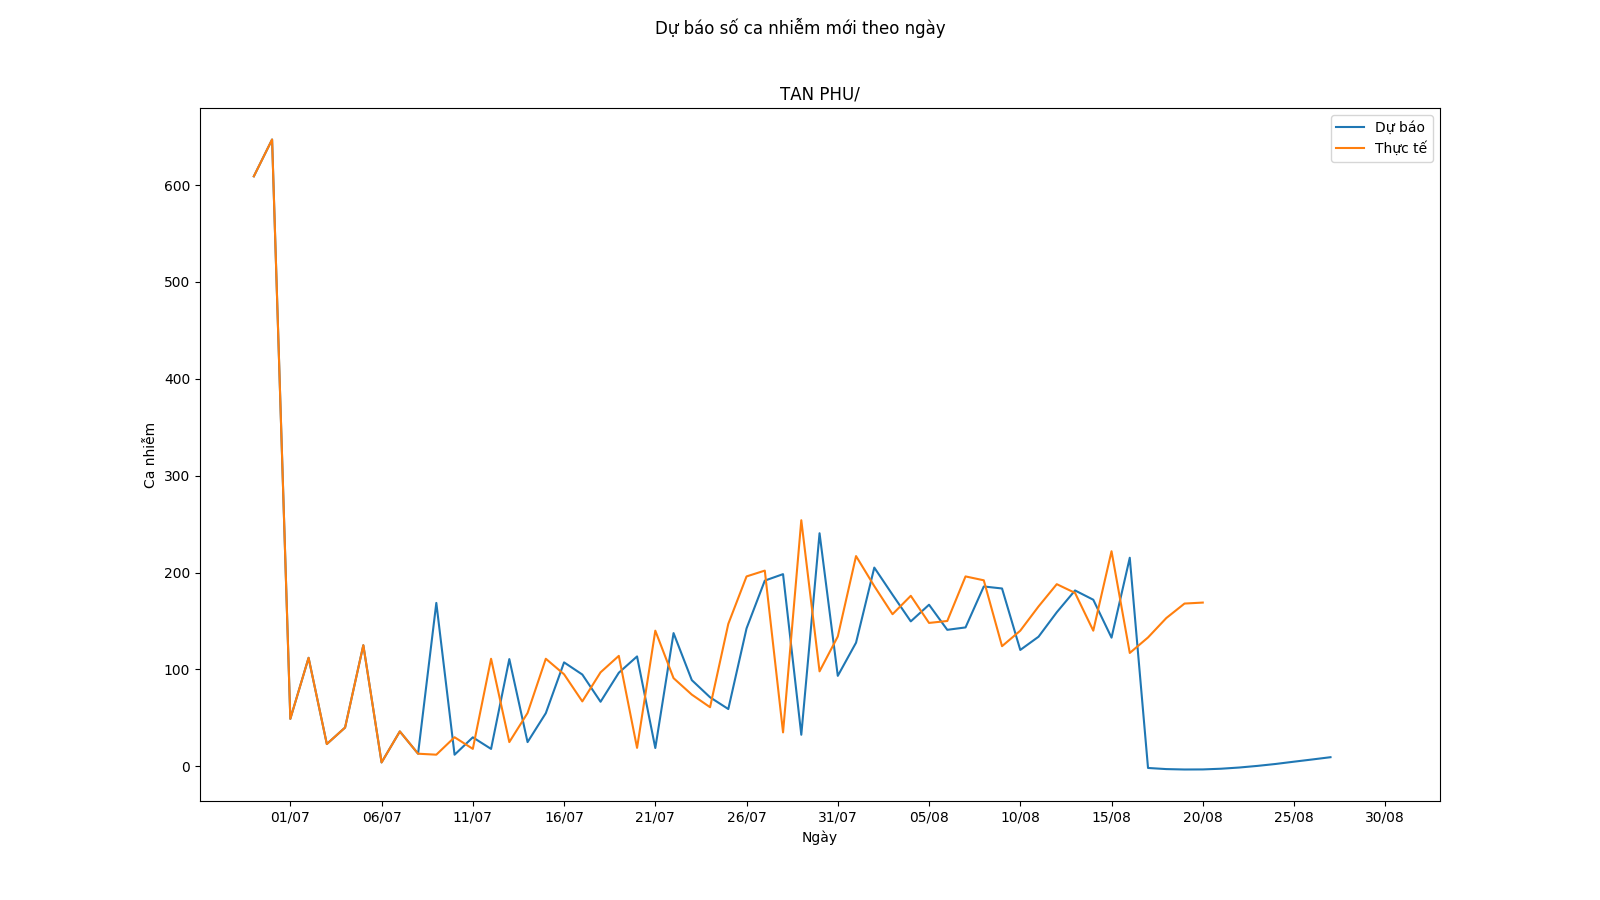 Dự báo số ca nhiễm mới theo ngày
TAN PHU/
Dự báo
Thực tế
Ca nhiễm
600
500
400
300
200
100
0
01/07 06/07 11/07 16/07 21/07 26/07 31/07 05/08 10/08 15/08 20/08 25/08 30/08
Ngày